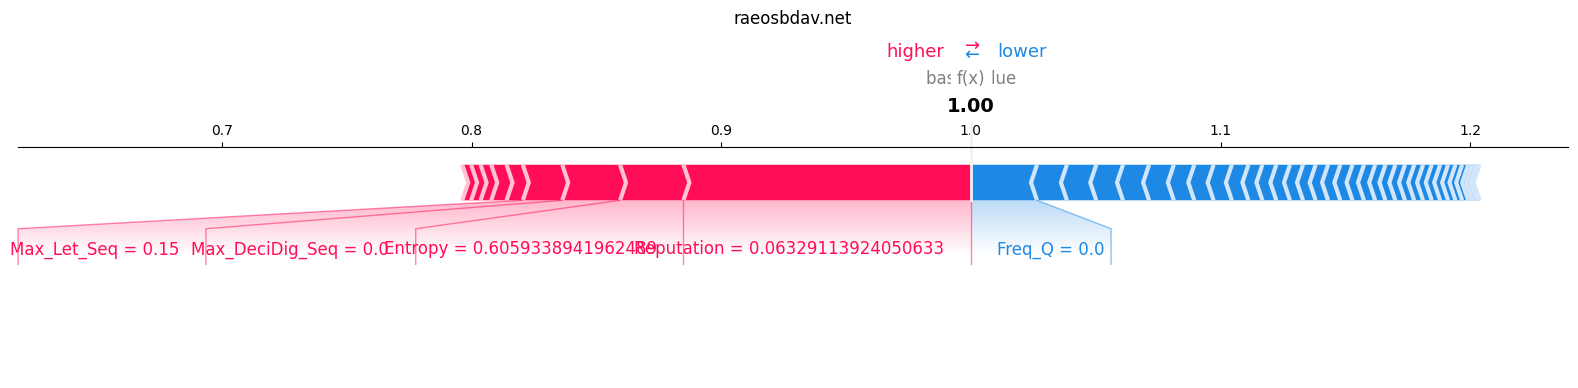 raeosbdav.net
higher → ← lower
bas f(x) lue
1.00
0.7 0.8 0.9 1.0 1.1 1.2
Max_Let_Seq = 0.15 Max_DeciDig_Seq = 0.0 Entropy = 0.6059338941962489 Reputation = 0.06329113924050633 Freq_Q = 0.0